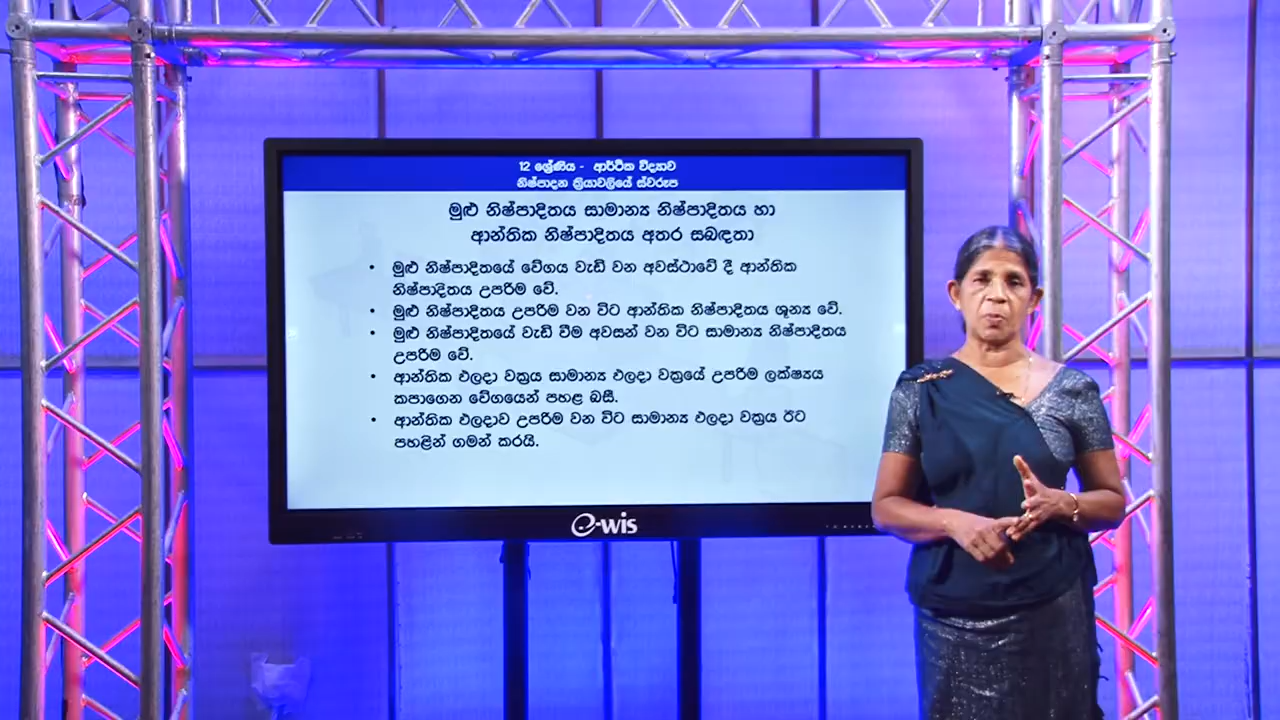 12 ශ්‍රේණිය - ආර්ථික විද්‍යාව
නිෂ්පාදන ක්‍රියාවලියේ ස්වරූප
මුළු නිෂ්පාදිතය සාමාන්‍ය නිෂ්පාදිතය හා
ආන්තික නිෂ්පාදිතය අතර සබඳතා
• මුළු නිෂ්පාදිතයේ වේගය වැඩි වන අවස්ථාවේ දී ආන්තික
නිෂ්පාදිතය උපරිම වේ.
• මුළු නිෂ්පාදිතය උපරිම වන විට ආන්තික නිෂ්පාදිතය ශූන්‍ය වේ.
• මුළු නිෂ්පාදිතයේ වැඩි වීම අවසන් වන විට සාමාන්‍ය නිෂ්පාදිතය
උපරිම වේ.
• ආන්තික ඵලදා වක්‍රය සාමාන්‍ය ඵලදා වක්‍රයේ උපරිම ලක්ෂ්‍යය
කපාගෙන වේගයෙන් පහළ බසී.
• ආන්තික ඵලදාව උපරිම වන විට සාමාන්‍ය ඵලදා වක්‍රය ඊට
පහළින් ගමන් කරයි.
e-wis